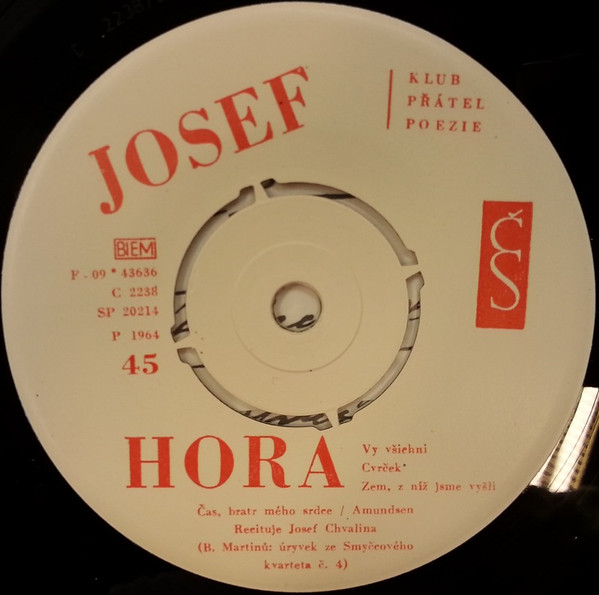 JOSEF
KLUB
PŘÁTEL
POEZIE
ČS
BIEM
F - 09 * 43636
C 2238
SP 20214
P 1964
45
HORA
Vy všichni
Cvrček
Zem, z níž jsme vyšli
Čas, bratr mého srdce / Amundsen
Recituje Josef Chvalina
(B. Martinů: úryvek ze Smyčcového
kvarteta č. 4)